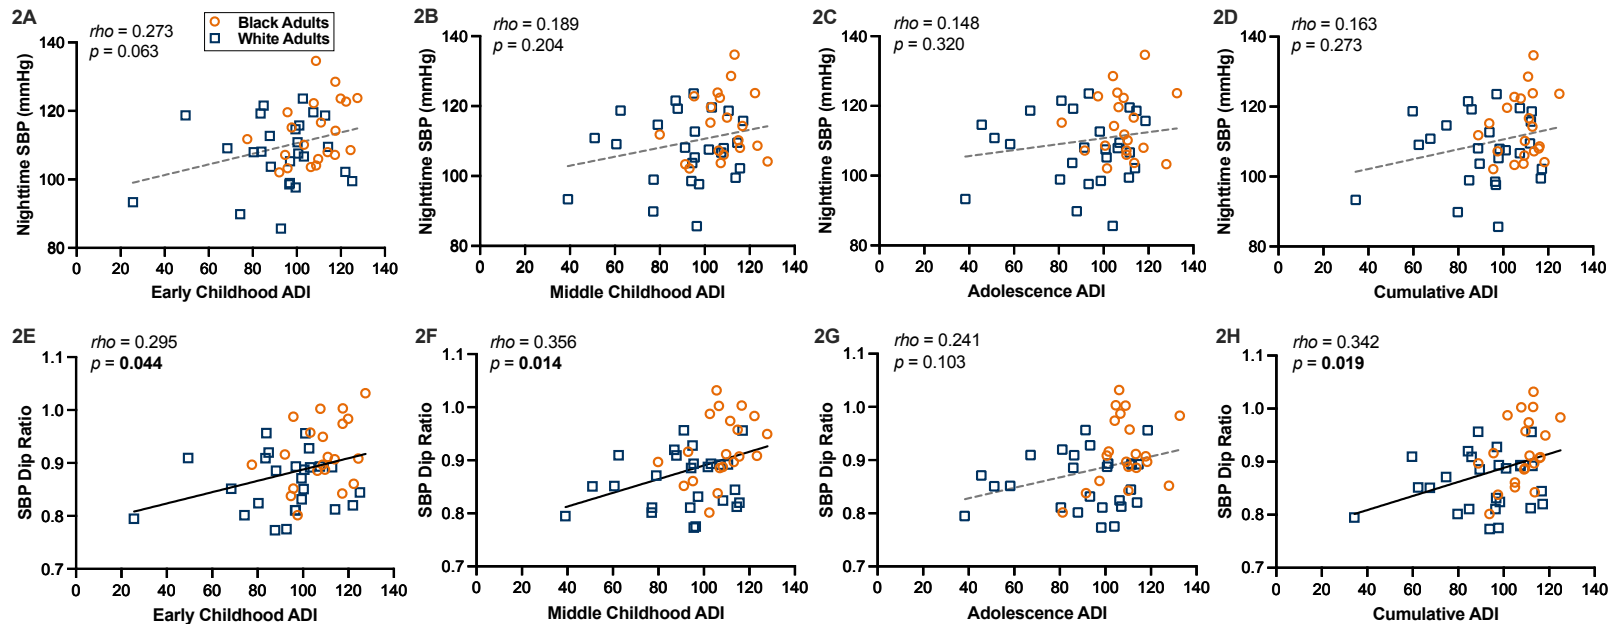 2A
rho = 0.273
p = 0.063
Black Adults
White Adults
Nighttime SBP (mmHg)
140
120
100
80
0 20 40 60 80 100 120 140
Early Childhood ADI
2B
rho = 0.189
p = 0.204
Nighttime SBP (mmHg)
140
120
100
80
0 20 40 60 80 100 120 140
Middle Childhood ADI
2C
rho = 0.148
p = 0.320
Nighttime SBP (mmHg)
140
120
100
80
0 20 40 60 80 100 120 140
Adolescence ADI
2D
rho = 0.163
p = 0.273
Nighttime SBP (mmHg)
140
120
100
80
0 20 40 60 80 100 120 140
Cumulative ADI
2E
rho = 0.295
p = 0.044
SBP Dip Ratio
1.1
1.0
0.9
0.8
0.7
0 20 40 60 80 100 120 140
Early Childhood ADI
2F
rho = 0.356
p = 0.014
SBP Dip Ratio
1.1
1.0
0.9
0.8
0.7
0 20 40 60 80 100 120 140
Middle Childhood ADI
2G
rho = 0.241
p = 0.103
SBP Dip Ratio
1.1
1.0
0.9
0.8
0.7
0 20 40 60 80 100 120 140
Adolescence ADI
2H
rho = 0.342
p = 0.019
SBP Dip Ratio
1.1
1.0
0.9
0.8
0.7
0 20 40 60 80 100 120 140
Cumulative ADI